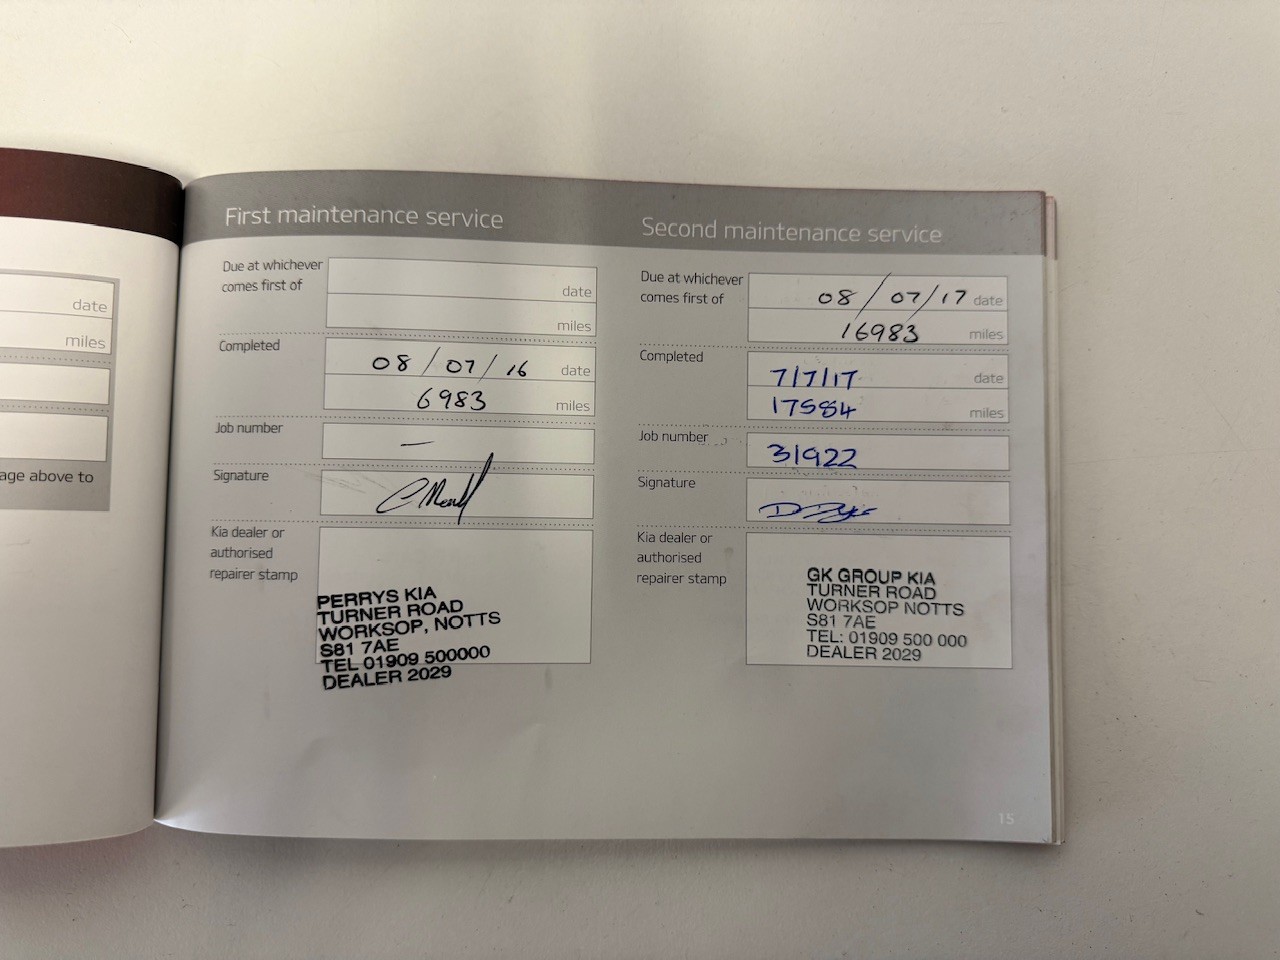 date
miles
age above to
First maintenance service
Due at whichever
comes first of
date
miles
Completed
08/07/16 date
6983 miles
Job number
—
Signature
Kia dealer or
authorised
repairer stamp
PERRYS KIA
TURNER ROAD
WORKSOP, NOTTS
S81 7AE
TEL 01909 500000
DEALER 2029
Second maintenance service
Due at whichever
comes first of
08/07/17 date
16983 miles
Completed
7/7/17 date
17584 miles
Job number
31922
Signature
Kia dealer or
authorised
repairer stamp
GK GROUP KIA
TURNER ROAD
WORKSOP NOTTS
S81 7AE
TEL: 01909 500 000
DEALER 2029
15